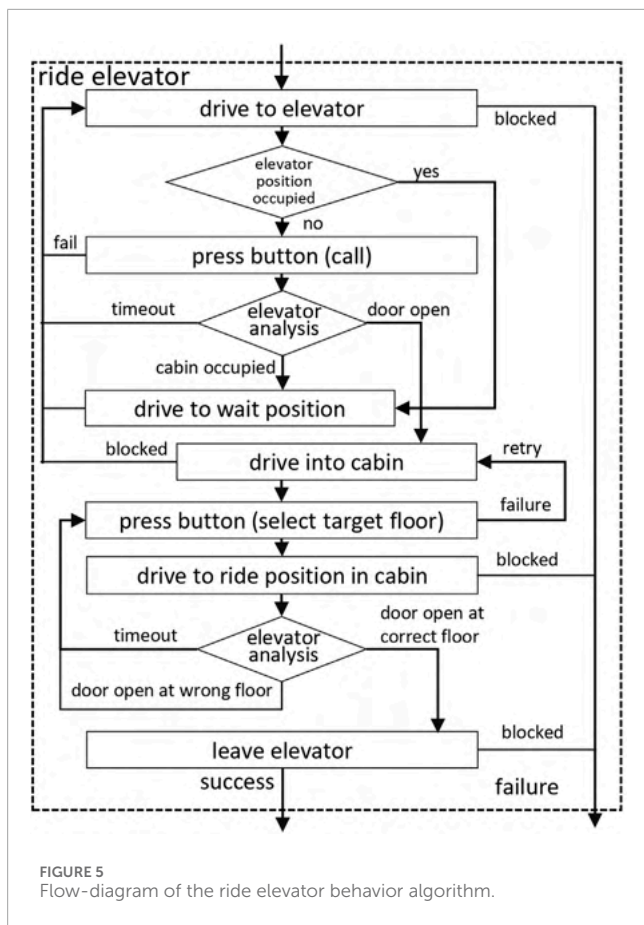 ride elevator
drive to elevator
blocked
elevator
position
occupied
yes
no
fail
press button (call)
timeout
elevator
analysis
door open
cabin occupied
drive to wait position
blocked
drive into cabin
retry
press button (select target floor)
failure
drive to ride position in cabin
blocked
timeout
elevator
analysis
door open at
correct floor
door open at wrong floor
leave elevator
blocked
success
failure
FIGURE 5
Flow-diagram of the ride elevator behavior algorithm.